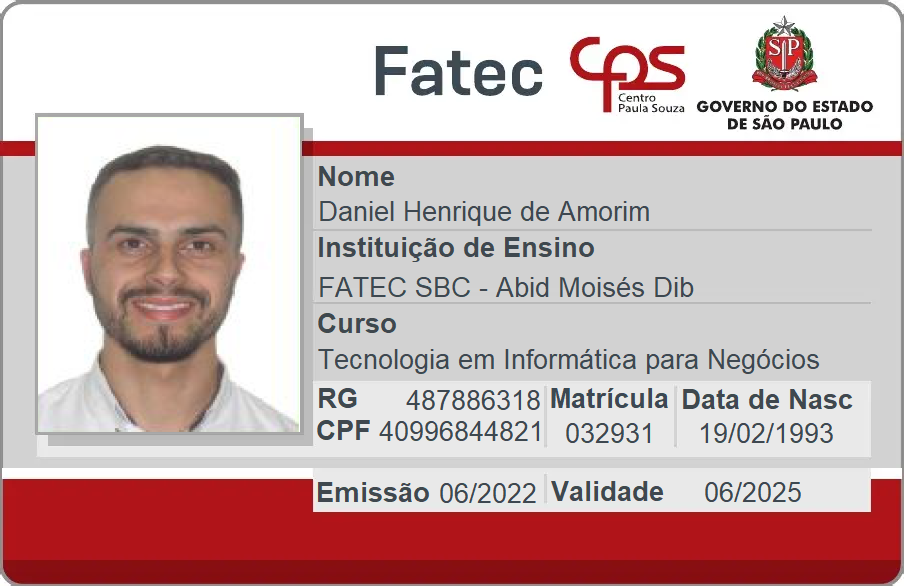 Fatec
cps
Centro
Paula Souza
SP
GOVERNO DO ESTADO
DE SÃO PAULO
Nome
Daniel Henrique de Amorim
Instituição de Ensino
FATEC SBC - Abid Moisés Dib
Curso
Tecnologia em Informática para Negócios
RG 487886318 Matrícula Data de Nasc
CPF 40996844821 032931 19/02/1993
Emissão 06/2022 Validade 06/2025